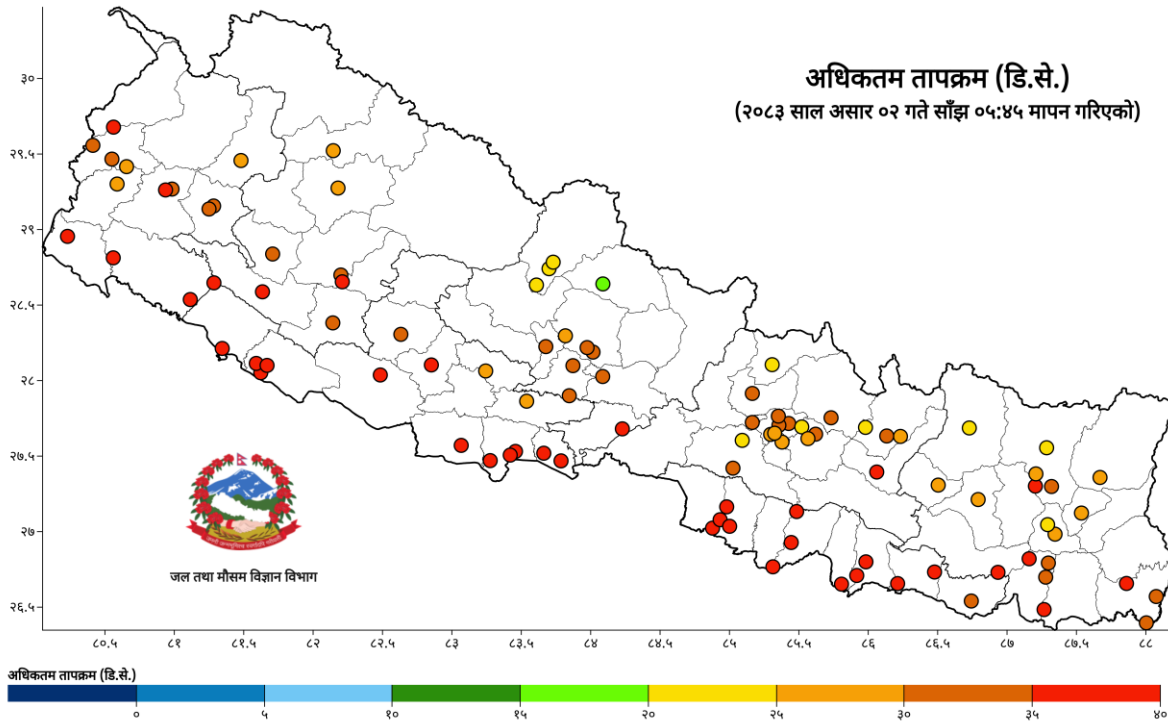 अधिकतम तापक्रम (डि.से.)
(२०८३ साल असार ०२ गते साँझ ०५:४५ मापन गरिएको)
३०
२९.५
२९
२८.५
२८
२७.५
२७
२६.५
जल तथा मौसम विज्ञान विभाग
८०.५ ८१ ८१.५ ८२ ८२.५ ८३ ८३.५ ८४ ८४.५ ८५ ८५.५ ८६ ८६.५ ८७ ८७.५ ८८
अधिकतम तापक्रम (डि.से.)
० ५ १० १५ २० २५ ३० ३५ ४०